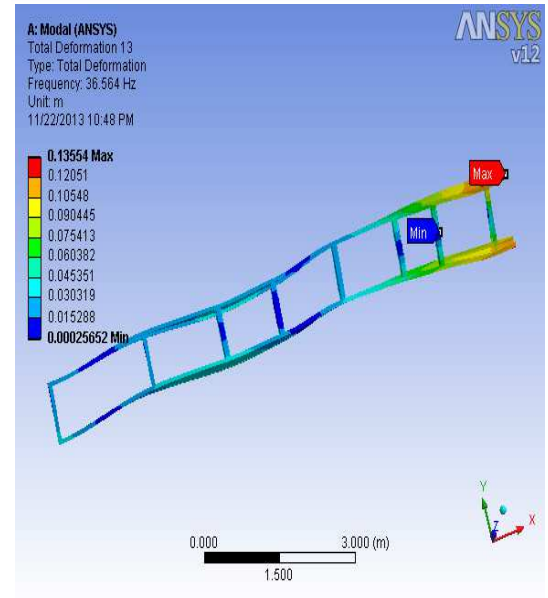 A: Modal (ANSYS)
Total Deformation 13
Type: Total Deformation
Frequency: 36.564 Hz
Unit: m
11/22/2013 10:48 PM
ANSYS
v12
0.13554 Max
0.12051
0.10548
0.090445
0.075413
0.060382
0.045351
0.030319
0.015288
0.00025652 Min
Max
Min
Y
X
Z
0.000
3.000 (m)
1.500